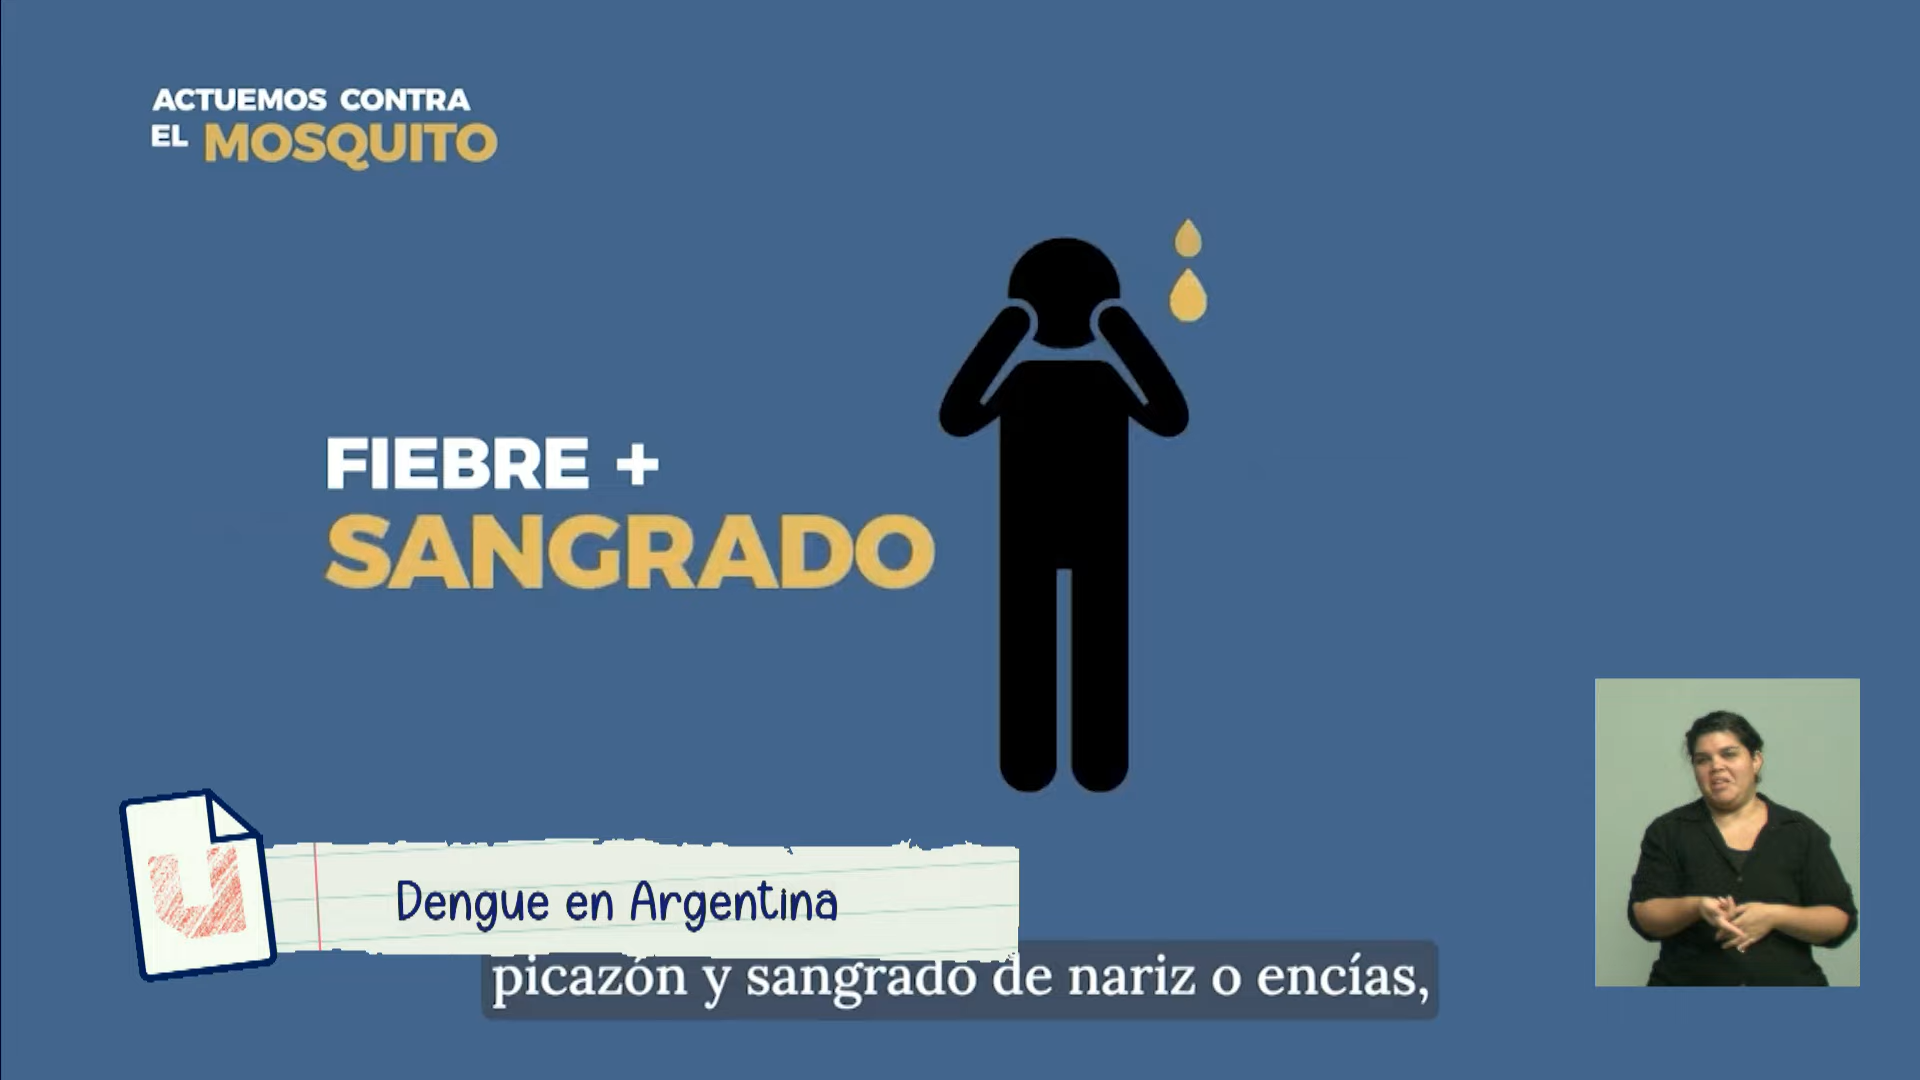 ACTUEMOS CONTRA
EL MOSQUITO
FIEBRE +
SANGRADO
Dengue en Argentina
picazón y sangrado de nariz o encías,